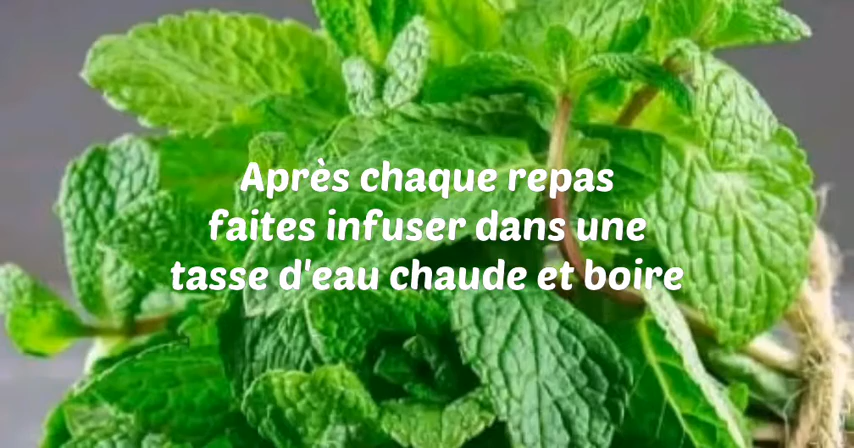 Après chaque repas
faites infuser dans une
tasse d'eau chaude et boire